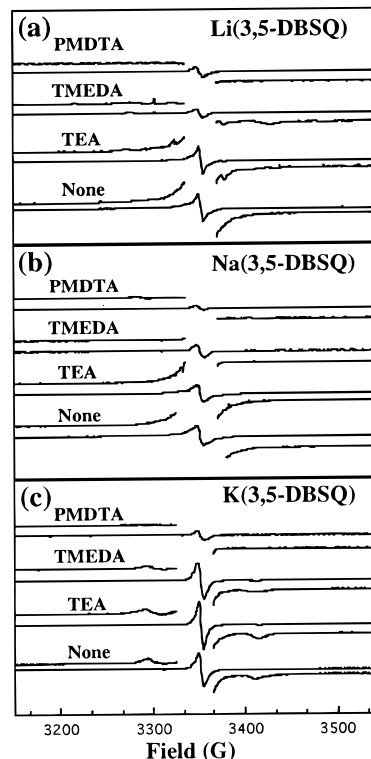 (a) Li(3,5-DBSQ)
PMDTA
TMEDA
TEA
None
(b) Na(3,5-DBSQ)
PMDTA
TMEDA
TEA
None
(c) K(3,5-DBSQ)
PMDTA
TMEDA
TEA
None
3200 3300 3400 3500
Field (G)